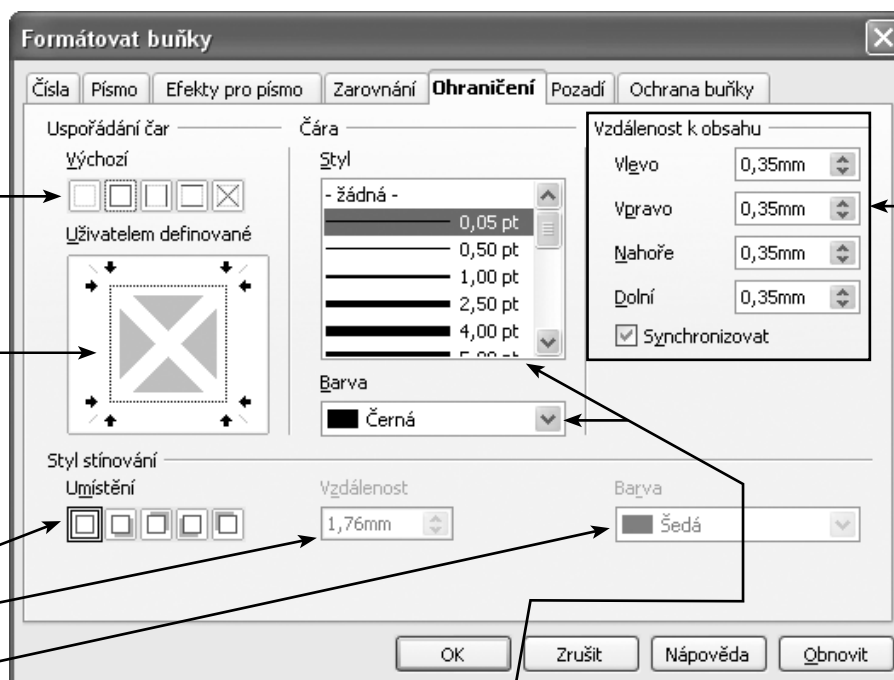 Formátovat buňky
Čísla Písmo Efekty pro písmo Zarovnání Ohraničení Pozadí Ochrana buňky
Uspořádání čar
Výchozí
Uživatelem definované
Čára
Styl
- žádná -
0,05 pt
0,50 pt
1,00 pt
2,50 pt
4,00 pt
Barva
Černá
Vzdálenost k obsahu
Vlevo 0,35mm
Vpravo 0,35mm
Nahoře 0,35mm
Dolní 0,35mm
Synchronizovat
Styl stínování
Umístění
Vzdálenost
1,76mm
Barva
Šedá
OK Zrušit Nápověda Obnovit